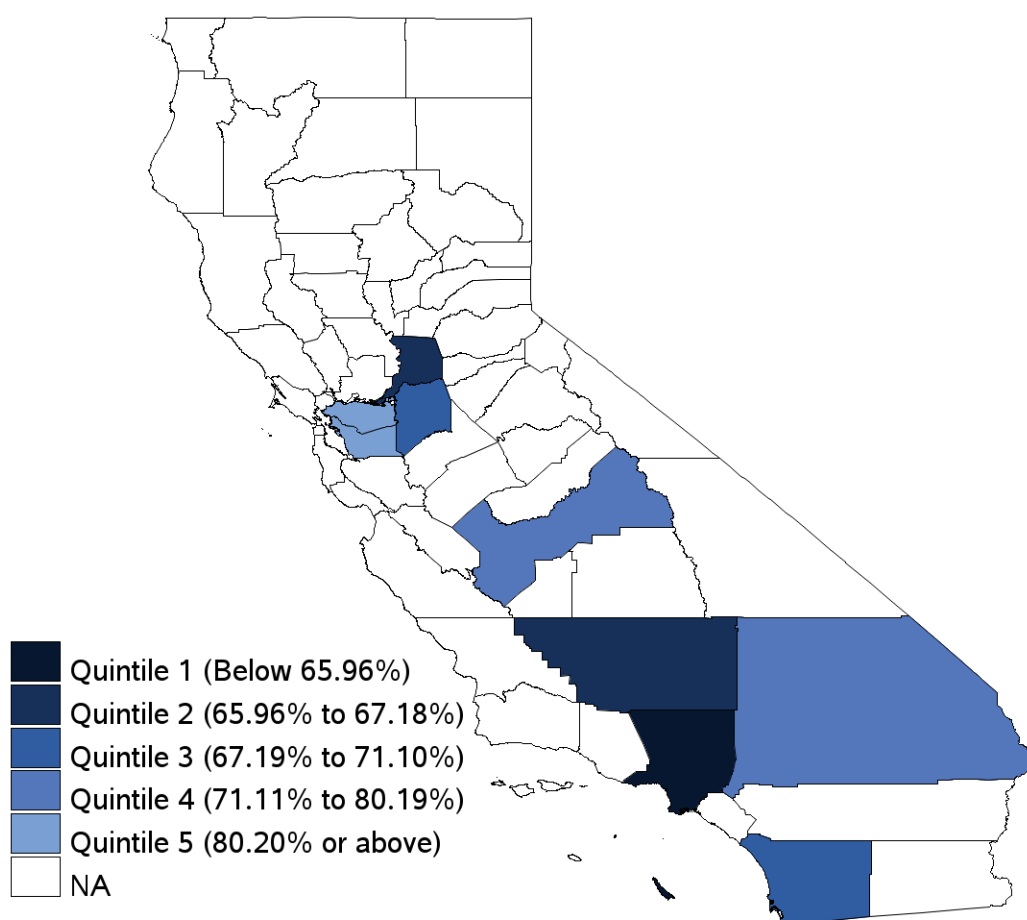 Quintile 1 (Below 65.96%)
Quintile 2 (65.96% to 67.18%)
Quintile 3 (67.19% to 71.10%)
Quintile 4 (71.11% to 80.19%)
Quintile 5 (80.20% or above)
NA